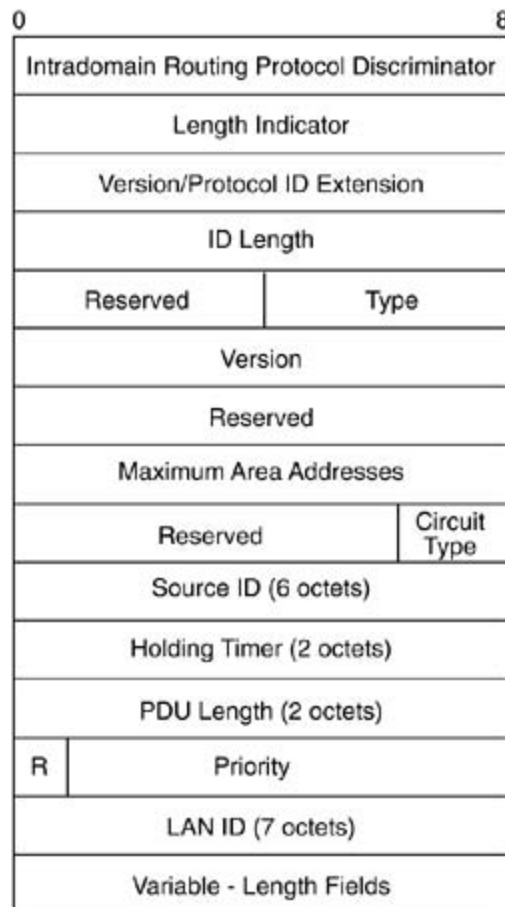 0 8
Intradomain Routing Protocol Discriminator
Length Indicator
Version/Protocol ID Extension
ID Length
Reserved Type
Version
Reserved
Maximum Area Addresses
Reserved Circuit
Type
Source ID (6 octets)
Holding Timer (2 octets)
PDU Length (2 octets)
R Priority
LAN ID (7 octets)
Variable - Length Fields